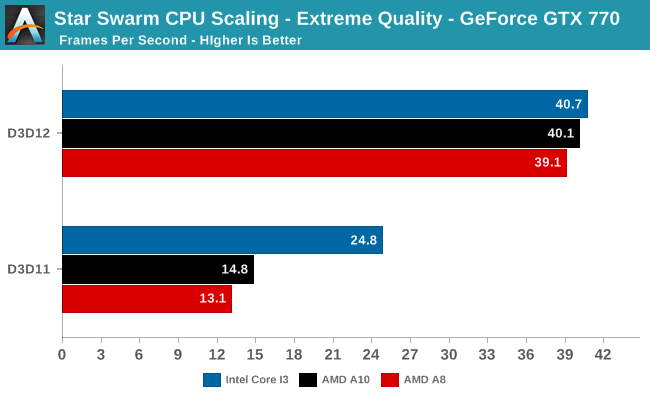 Star Swarm CPU Scaling - Extreme Quality - GeForce GTX 770
Frames Per Second - HIgher Is Better
D3D12
40.7
40.1
39.1
D3D11
24.8
14.8
13.1
0 3 6 9 12 15 18 21 24 27 30 33 36 39 42
Intel Core I3 AMD A10 AMD A8